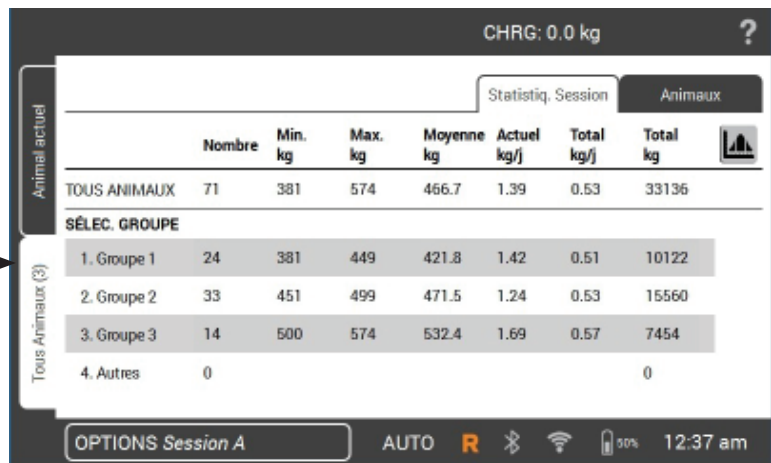 CHRG: 0.0 kg ?
Animal actuel
Tous Animaux (3)
Statistiq. Session Animaux
Nombre Min. kg Max. kg Moyenne kg Actuel kg/j Total kg/j Total kg
TOUS ANIMAUX 71 381 574 466.7 1.39 0.53 33136
SÉLEC. GROUPE
1. Groupe 1 24 381 449 421.8 1.42 0.51 10122
2. Groupe 2 33 451 499 471.5 1.24 0.53 15560
3. Groupe 3 14 500 574 532.4 1.69 0.57 7454
4. Autres 0 0
OPTIONS Session A AUTO R 50% 12:37 am